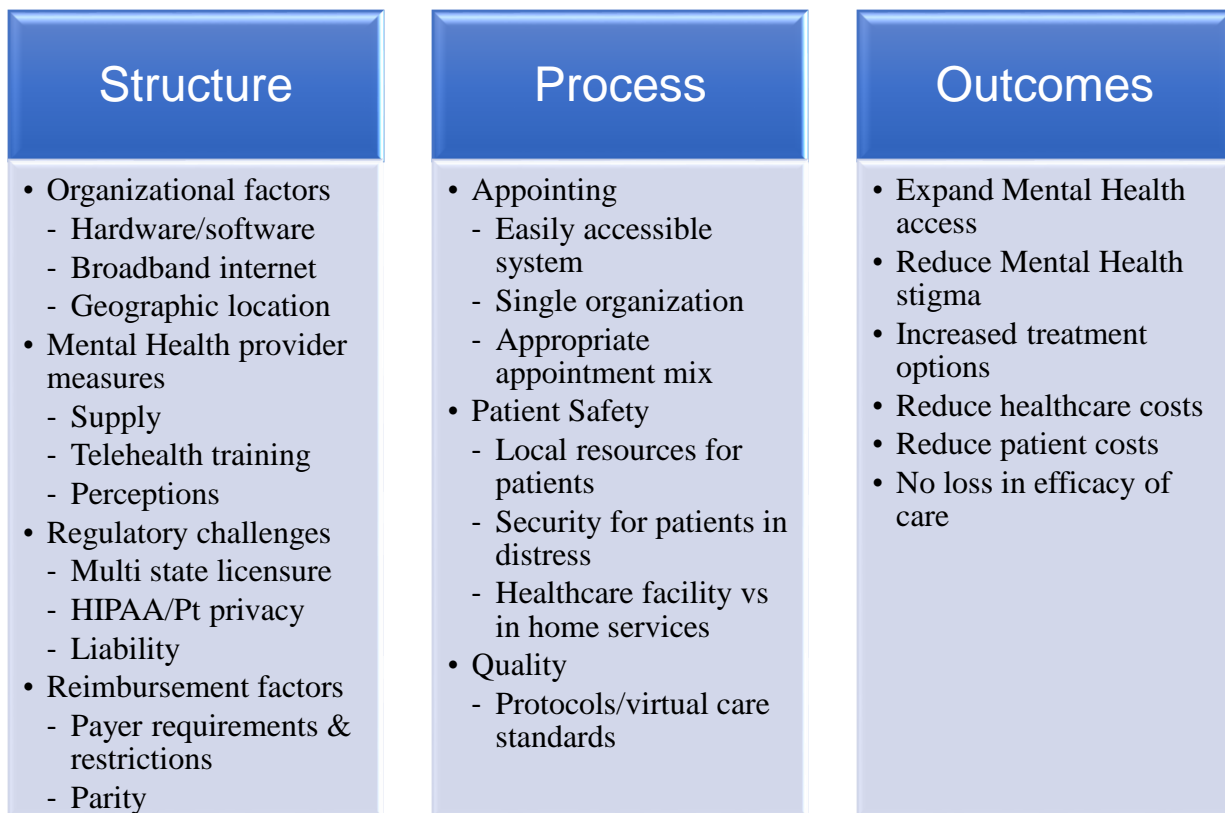 Structure
• Organizational factors
- Hardware/software
- Broadband internet
- Geographic location
• Mental Health provider
measures
- Supply
- Telehealth training
- Perceptions
• Regulatory challenges
- Multi state licensure
- HIPAA/Pt privacy
- Liability
• Reimbursement factors
- Payer requirements &
restrictions
- Parity
Process
• Appointing
- Easily accessible
system
- Single organization
- Appropriate
appointment mix
• Patient Safety
- Local resources for
patients
- Security for patients in
distress
- Healthcare facility vs
in home services
• Quality
- Protocols/virtual care
standards
Outcomes
• Expand Mental Health
access
• Reduce Mental Health
stigma
• Increased treatment
options
• Reduce healthcare costs
• Reduce patient costs
• No loss in efficacy of
care